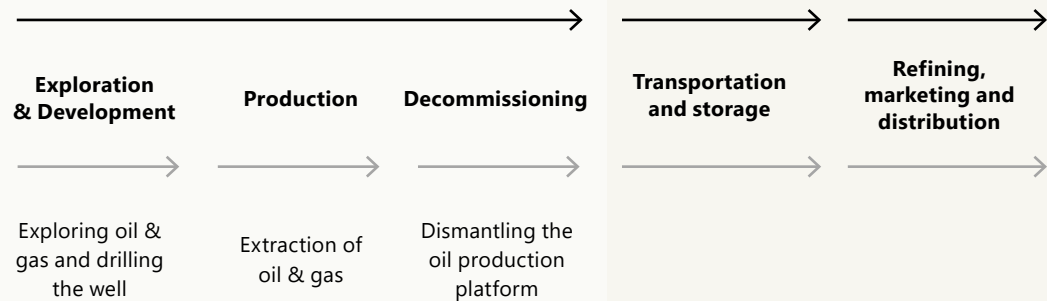 Exploration
& Development
Production
Decommissioning
Transportation
and storage
Refining,
marketing and
distribution
Exploring oil &
gas and drilling
the well
Extraction of
oil & gas
Dismantling the
oil production
platform